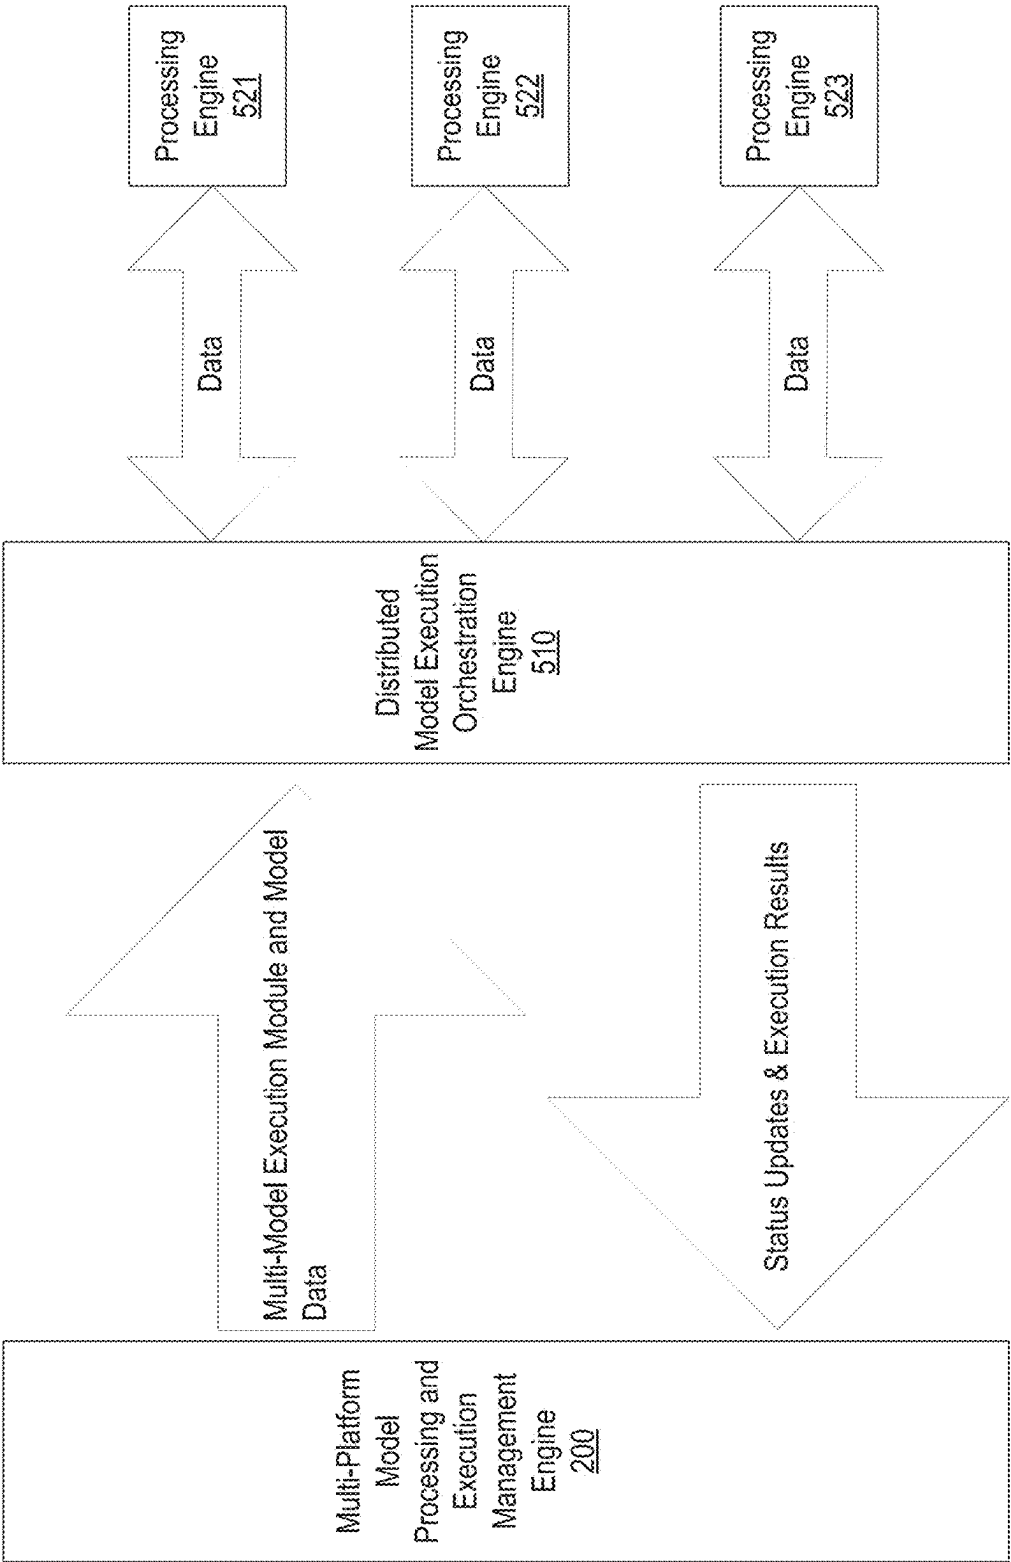 Multi-Platform
Model
Processing and
Execution
Management
Engine
200
Multi-Model Execution Module and Model
Data
Status Updates & Execution Results
Distributed
Model Execution
Orchestration
Engine
510
Data
Data
Data
Processing
Engine
521
Processing
Engine
522
Processing
Engine
523